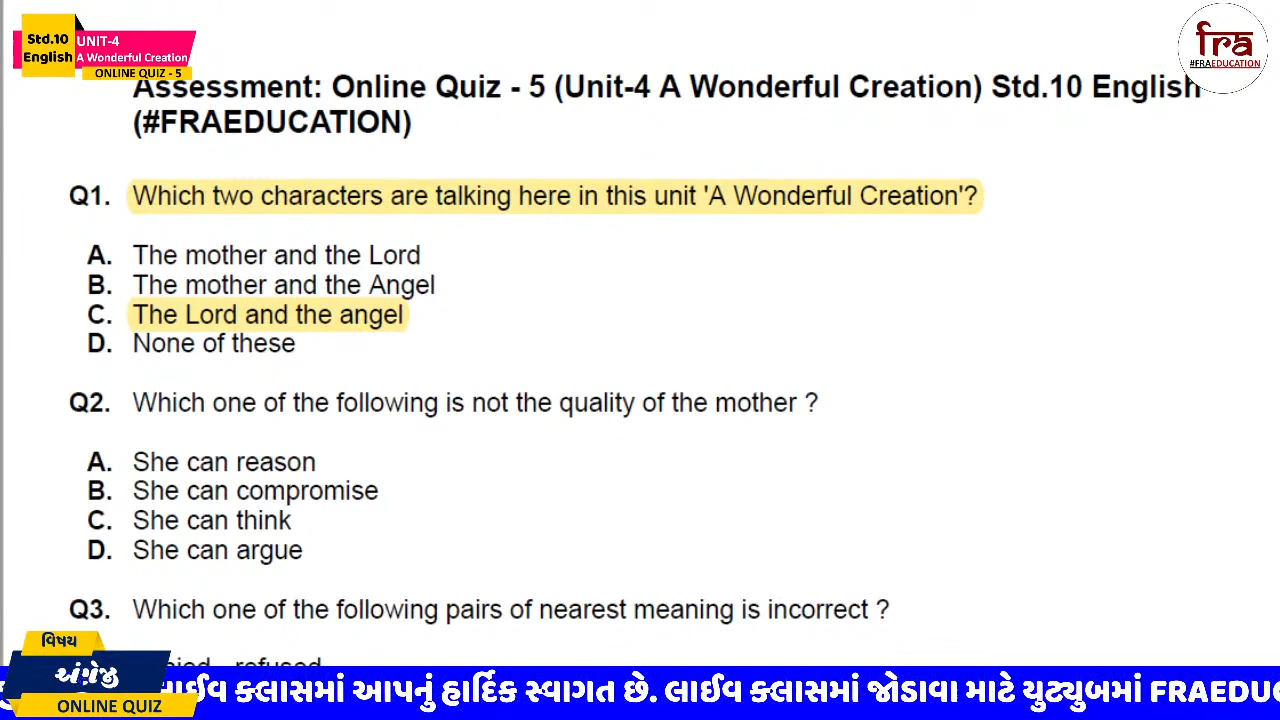 Std.10
English
UNIT-4
A Wonderful Creation
ONLINE QUIZ - 5
fra
#FRAEDUCATION
Assessment: Online Quiz - 5 (Unit-4 A Wonderful Creation) Std.10 English
(#FRAEDUCATION)
Q1. Which two characters are talking here in this unit 'A Wonderful Creation'?
A. The mother and the Lord
B. The mother and the Angel
C. The Lord and the angel
D. None of these
Q2. Which one of the following is not the quality of the mother ?
A. She can reason
B. She can compromise
C. She can think
D. She can argue
Q3. Which one of the following pairs of nearest meaning is incorrect ?
refused
વિષય
અંગ્રેજી
ONLINE QUIZ
લાઈવ ક્લાસમાં આપનું હાર્દિક સ્વાગત છે. લાઈવ ક્લાસમાં જોડાવા માટે યુટ્યુબમાં FRAEDUC